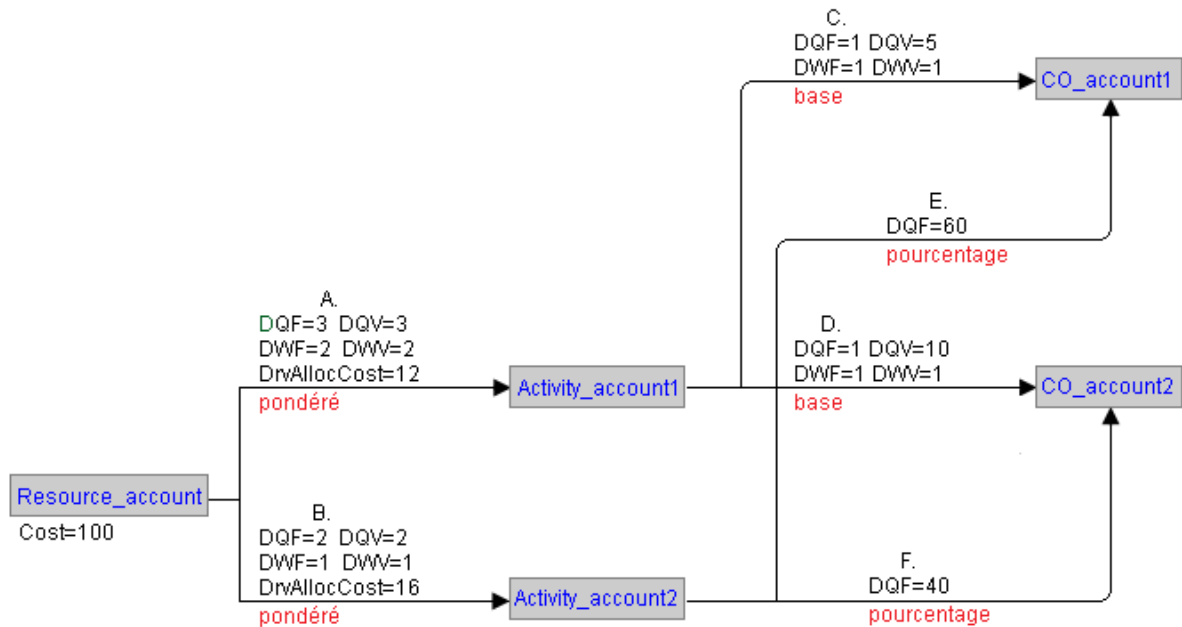 C.
DQF=1 DQV=5
DWF=1 DWV=1
base
CO_account1
E.
DQF=60
pourcentage
A.
DQF=3 DQV=3
DWF=2 DWV=2
DrvAllocCost=12
pondéré
Activity_account1
D.
DQF=1 DQV=10
DWF=1 DWV=1
base
CO_account2
Resource_account
Cost=100
B.
DQF=2 DQV=2
DWF=1 DWV=1
DrvAllocCost=16
pondéré
Activity_account2
F.
DQF=40
pourcentage